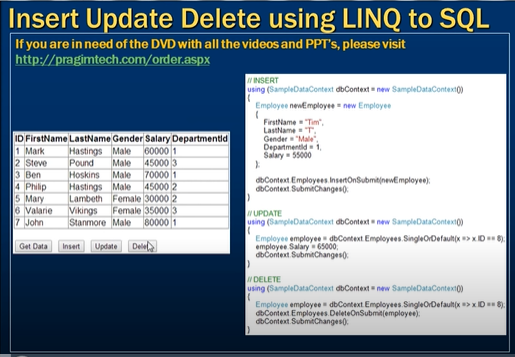 Insert Update Delete using LINQ to SQL
If you are in need of the DVD with all the videos and PPT's, please visit
http://pragimtech.com/order.aspx
ID FirstName LastName Gender Salary DepartmentId
1 Mark Hastings Male 60000 1
2 Steve Pound Male 45000 3
3 Ben Hoskins Male 70000 1
4 Philip Hastings Male 45000 2
5 Mary Lambeth Female 30000 2
6 Valarie Vikings Female 35000 3
7 John Stanmore Male 80000 1
Get Data Insert Update Delete
// INSERT
using (SampleDataContext dbContext = new SampleDataContext())
{
Employee newEmployee = new Employee
{
FirstName = "Tim",
LastName = "T",
Gender = "Male",
DepartmentId = 1,
Salary = 55000
};
dbContext.Employees.InsertOnSubmit(newEmployee);
dbContext.SubmitChanges();
}
// UPDATE
using (SampleDataContext dbContext = new SampleDataContext())
{
Employee employee = dbContext.Employees.SingleOrDefault(x => x.ID == 8);
employee.Salary = 65000;
dbContext.SubmitChanges();
}
// DELETE
using (SampleDataContext dbContext = new SampleDataContext())
{
Employee employee = dbContext.Employees.SingleOrDefault(x => x.ID == 8);
dbContext.Employees.DeleteOnSubmit(employee);
dbContext.SubmitChanges();
}